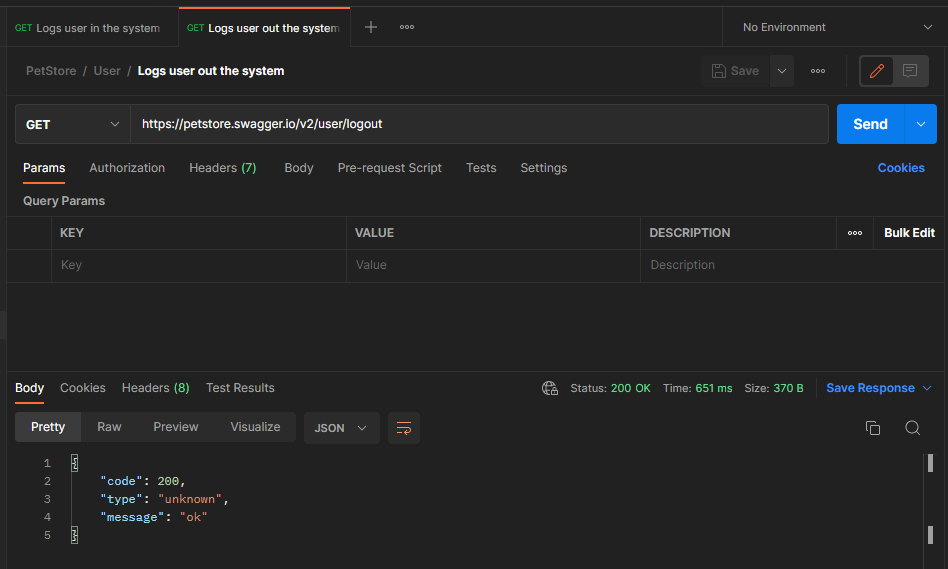 GET Logs user in the system GET Logs user out the system No Environment
PetStore / User / Logs user out the system Save
GET https://petstore.swagger.io/v2/user/logout Send
Params Authorization Headers (7) Body Pre-request Script Tests Settings Cookies
Query Params
KEY VALUE DESCRIPTION Bulk Edit
Key Value Description
Body Cookies Headers (8) Test Results Status: 200 OK Time: 651 ms Size: 370 B Save Response
Pretty Raw Preview Visualize JSON
1 {
2 "code": 200,
3 "type": "unknown",
4 "message": "ok"
5 }